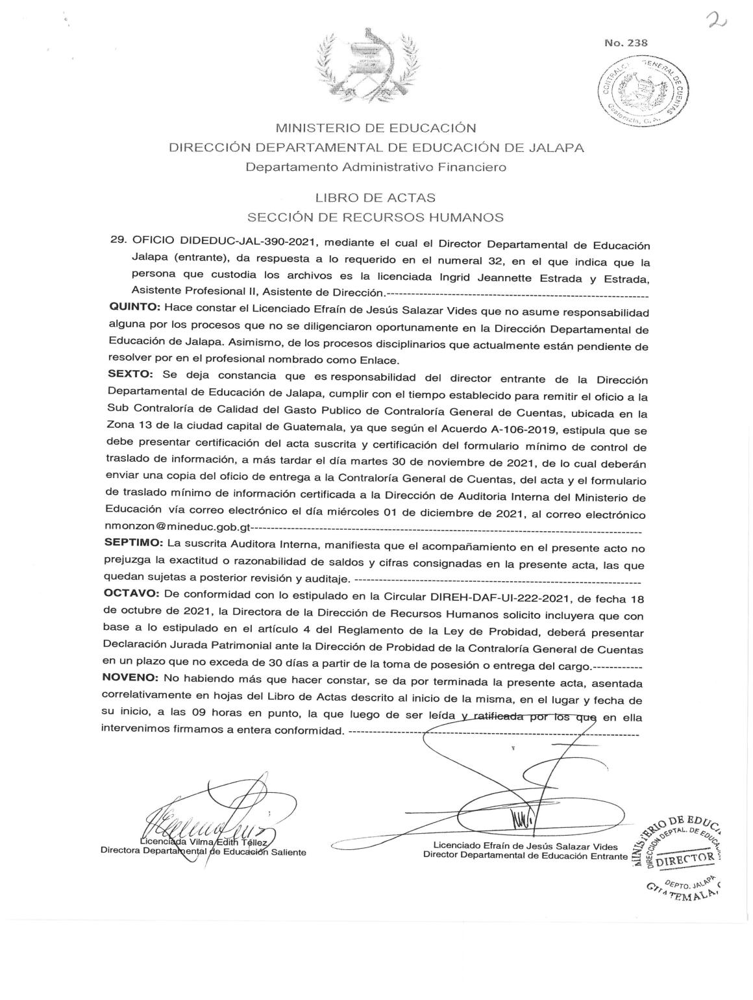 2
No. 238
CONTRALORÍA GENERAL DE CUENTAS
Guatemala, C. A.
MINISTERIO DE EDUCACIÓN
DIRECCIÓN DEPARTAMENTAL DE EDUCACIÓN DE JALAPA
Departamento Administrativo Financiero
LIBRO DE ACTAS
SECCIÓN DE RECURSOS HUMANOS
29. OFICIO DIDEDUC-JAL-390-2021, mediante el cual el Director Departamental de Educación
Jalapa (entrante), da respuesta a lo requerido en el numeral 32, en el que indica que la
persona que custodia los archivos es la licenciada Ingrid Jeannette Estrada y Estrada,
Asistente Profesional II, Asistente de Dirección.------------------------------------------------------------------
QUINTO: Hace constar el Licenciado Efraín de Jesús Salazar Vides que no asume responsabilidad
alguna por los procesos que no se diligenciaron oportunamente en la Dirección Departamental de
Educación de Jalapa. Asimismo, de los procesos disciplinarios que actualmente están pendiente de
resolver por en el profesional nombrado como Enlace.
SEXTO: Se deja constancia que es responsabilidad del director entrante de la Dirección
Departamental de Educación de Jalapa, cumplir con el tiempo establecido para remitir el oficio a la
Sub Contraloría de Calidad del Gasto Publico de Contraloría General de Cuentas, ubicada en la
Zona 13 de la ciudad capital de Guatemala, ya que según el Acuerdo A-106-2019, estipula que se
debe presentar certificación del acta suscrita y certificación del formulario mínimo de control de
traslado de información, a más tardar el día martes 30 de noviembre de 2021, de lo cual deberán
enviar una copia del oficio de entrega a la Contraloría General de Cuentas, del acta y el formulario
de traslado mínimo de información certificada a la Dirección de Auditoria Interna del Ministerio de
Educación vía correo electrónico el día miércoles 01 de diciembre de 2021, al correo electrónico
nmonzon@mineduc.gob.gt-------------------------------------------------------------------------------------------------
SEPTIMO: La suscrita Auditora Interna, manifiesta que el acompañamiento en el presente acto no
prejuzga la exactitud o razonabilidad de saldos y cifras consignadas en la presente acta, las que
quedan sujetas a posterior revisión y auditaje. -----------------------------------------------------------------------
OCTAVO: De conformidad con lo estipulado en la Circular DIREH-DAF-UI-222-2021, de fecha 18
de octubre de 2021, la Directora de la Dirección de Recursos Humanos solicito incluyera que con
base a lo estipulado en el artículo 4 del Reglamento de la Ley de Probidad, deberá presentar
Declaración Jurada Patrimonial ante la Dirección de Probidad de la Contraloría General de Cuentas
en un plazo que no exceda de 30 días a partir de la toma de posesión o entrega del cargo.------------
NOVENO: No habiendo más que hacer constar, se da por terminada la presente acta, asentada
correlativamente en hojas del Libro de Actas descrito al inicio de la misma, en el lugar y fecha de
su inicio, a las 09 horas en punto, la que luego de ser leída y ratificada por los que en ella
intervenimos firmamos a entera conformidad. ------------------------------------------------------------------------
Licenciada Vilma Edith Téllez
Directora Departamental de Educación Saliente
Licenciado Efraín de Jesús Salazar Vides
Director Departamental de Educación Entrante
MINISTERIO DE EDUCA
DIRECCIÓN DEPTAL. DE EDUCA
DIRECTOR
DEPTO. JALAPA
GUATEMALA,